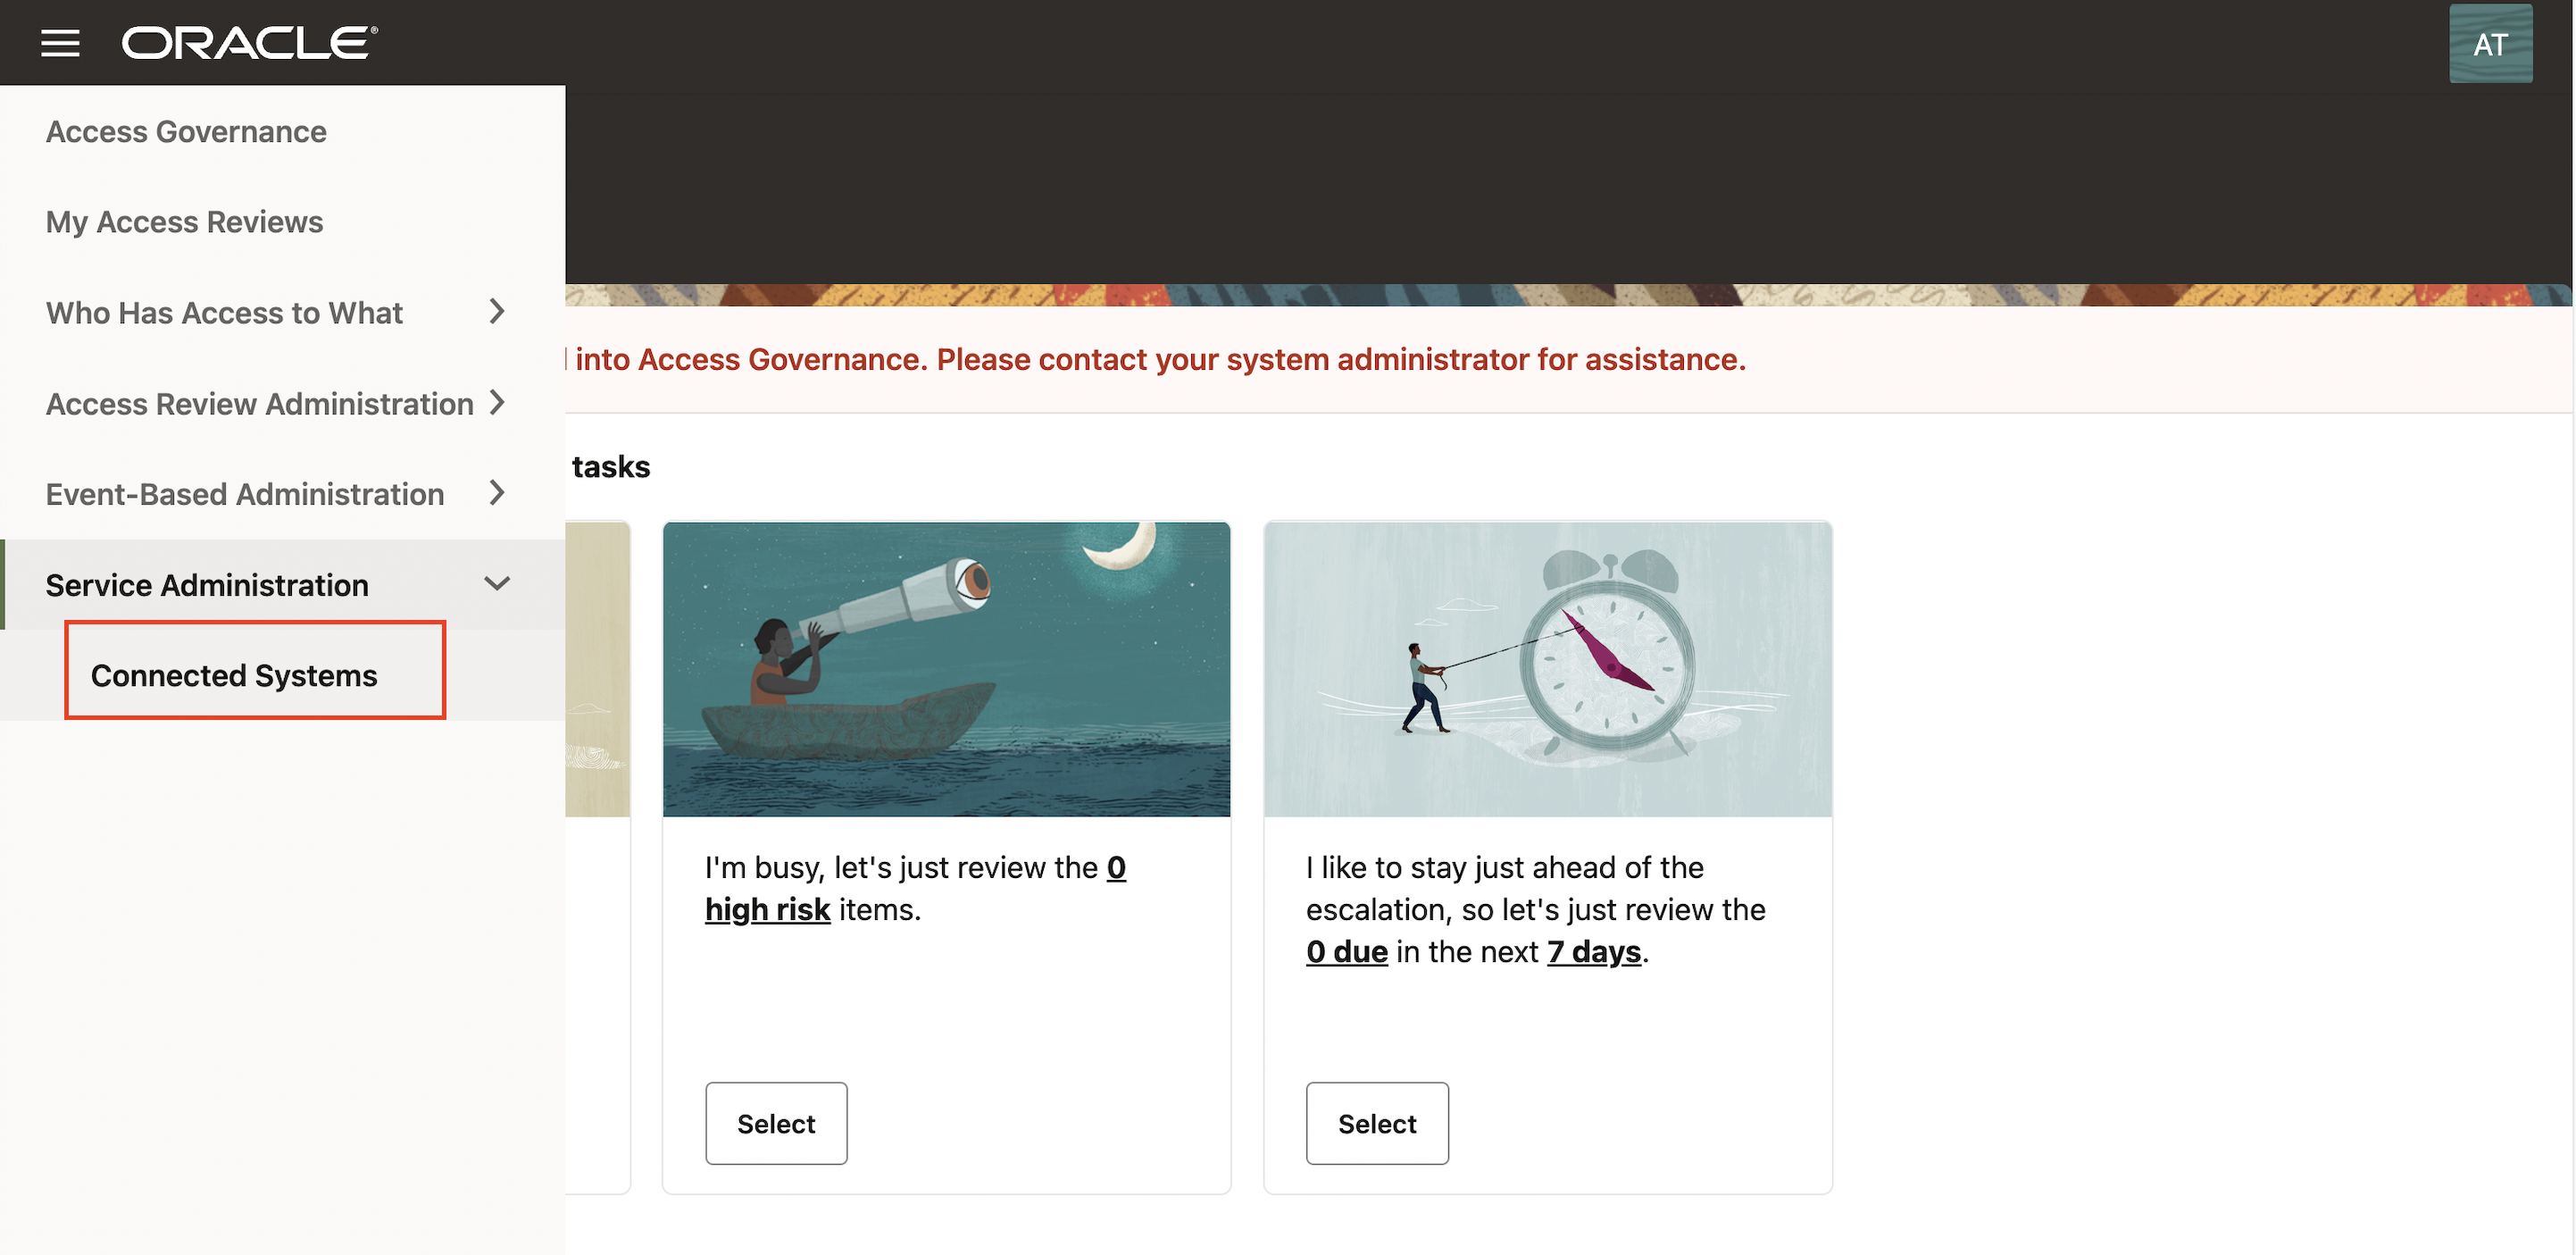 ORACLE®
AT
Access Governance
My Access Reviews
Who Has Access to What
Access Review Administration
Event-Based Administration
Service Administration
Connected Systems
into Access Governance. Please contact your system administrator for assistance.
tasks
I'm busy, let's just review the 0
high risk items.
Select
I like to stay just ahead of the
escalation, so let's just review the
0 due in the next 7 days.
Select